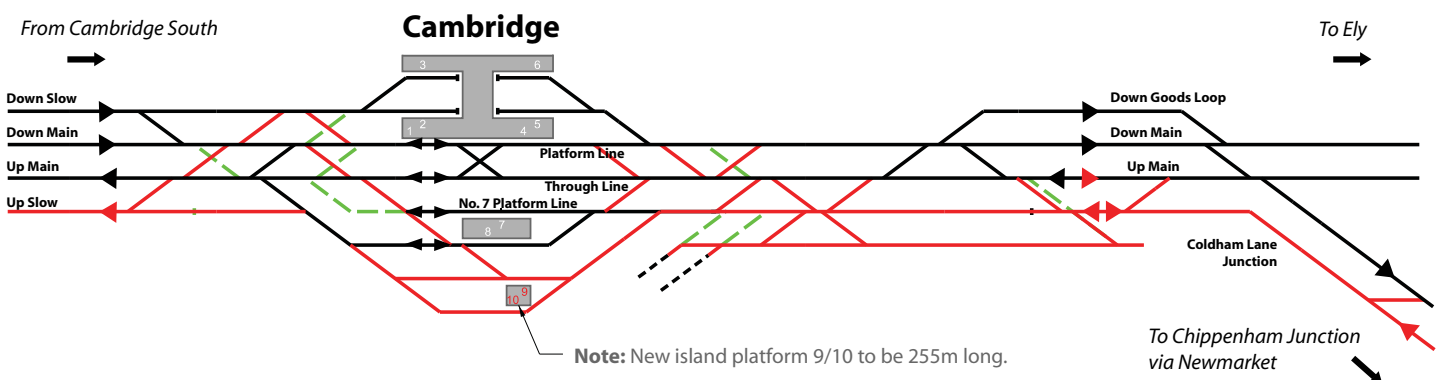 From Cambridge South
Cambridge
To Ely
3
6
Down Slow
Down Goods Loop
1 2
4 5
Down Main
Down Main
Platform Line
Up Main
Up Main
Through Line
Up Slow
No. 7 Platform Line
8 7
Coldham Lane
Junction
10 9
To Chippenham Junction
via Newmarket
Note: New island platform 9/10 to be 255m long.